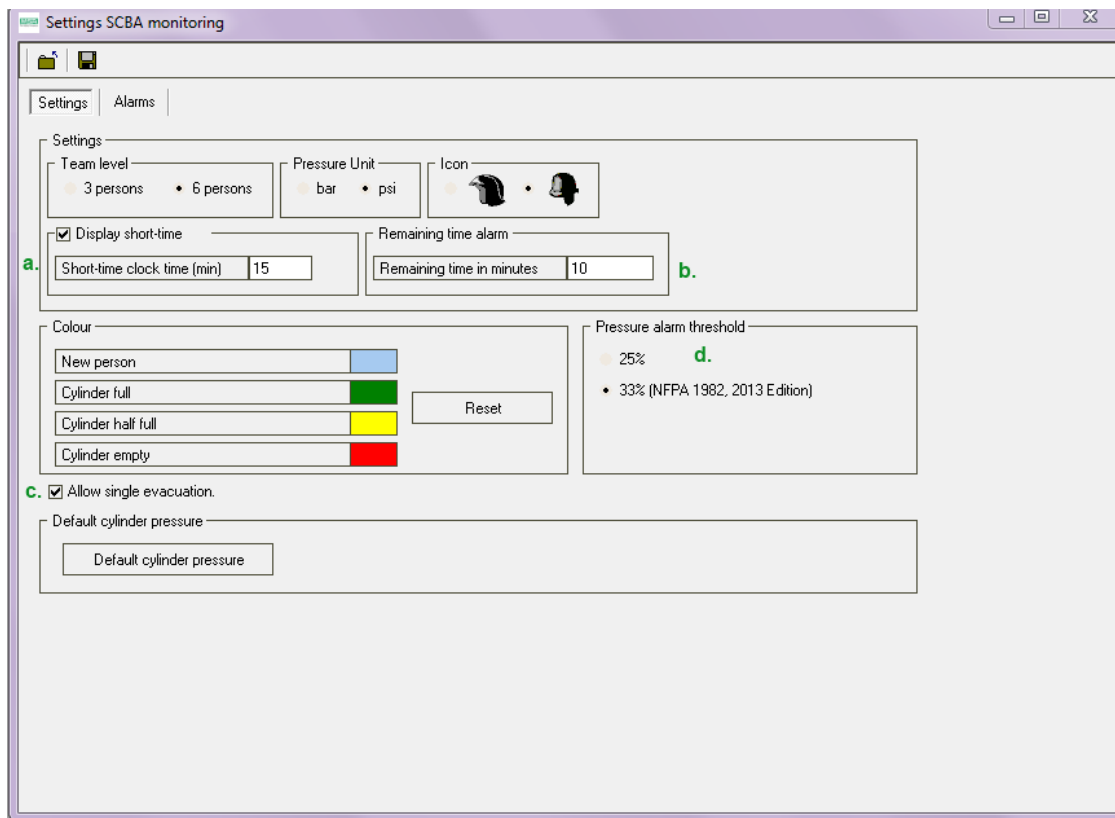 Settings SCBA monitoring
Settings Alarms
Settings
Team level Pressure Unit Icon
3 persons 6 persons bar psi
Display short-time Remaining time alarm
a. Short-time clock time (min) 15 Remaining time in minutes 10 b.
Colour Pressure alarm threshold
New person 25% d.
Cylinder full 33% (NFPA 1982, 2013 Edition)
Reset
Cylinder half full
Cylinder empty
c. Allow single evacuation.
Default cylinder pressure
Default cylinder pressure